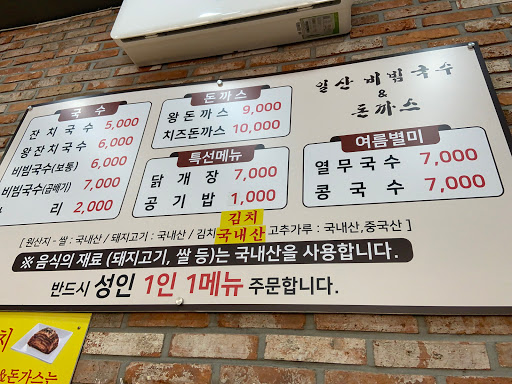 일산 비빔국수
&
돈까스
국수
잔치국수 5,000
왕잔치국수 6,000
비빔국수(보통) 6,000
비빔국수(곱배기) 7,000
리 2,000
돈까스
왕돈까스 9,000
치즈돈까스 10,000
특선메뉴
닭개장 7,000
공기밥 1,000
여름별미
열무국수 7,000
콩국수 7,000
[ 원산지 - 쌀 : 국내산 / 돼지고기 : 국내산 / 김치 김치 국내산 고추가루 : 국내산,중국산 ]
※ 음식의 재료 (돼지고기, 쌀 등)는 국내산을 사용합니다.
반드시 성인 1인 1메뉴 주문합니다.
치
&돈가스는